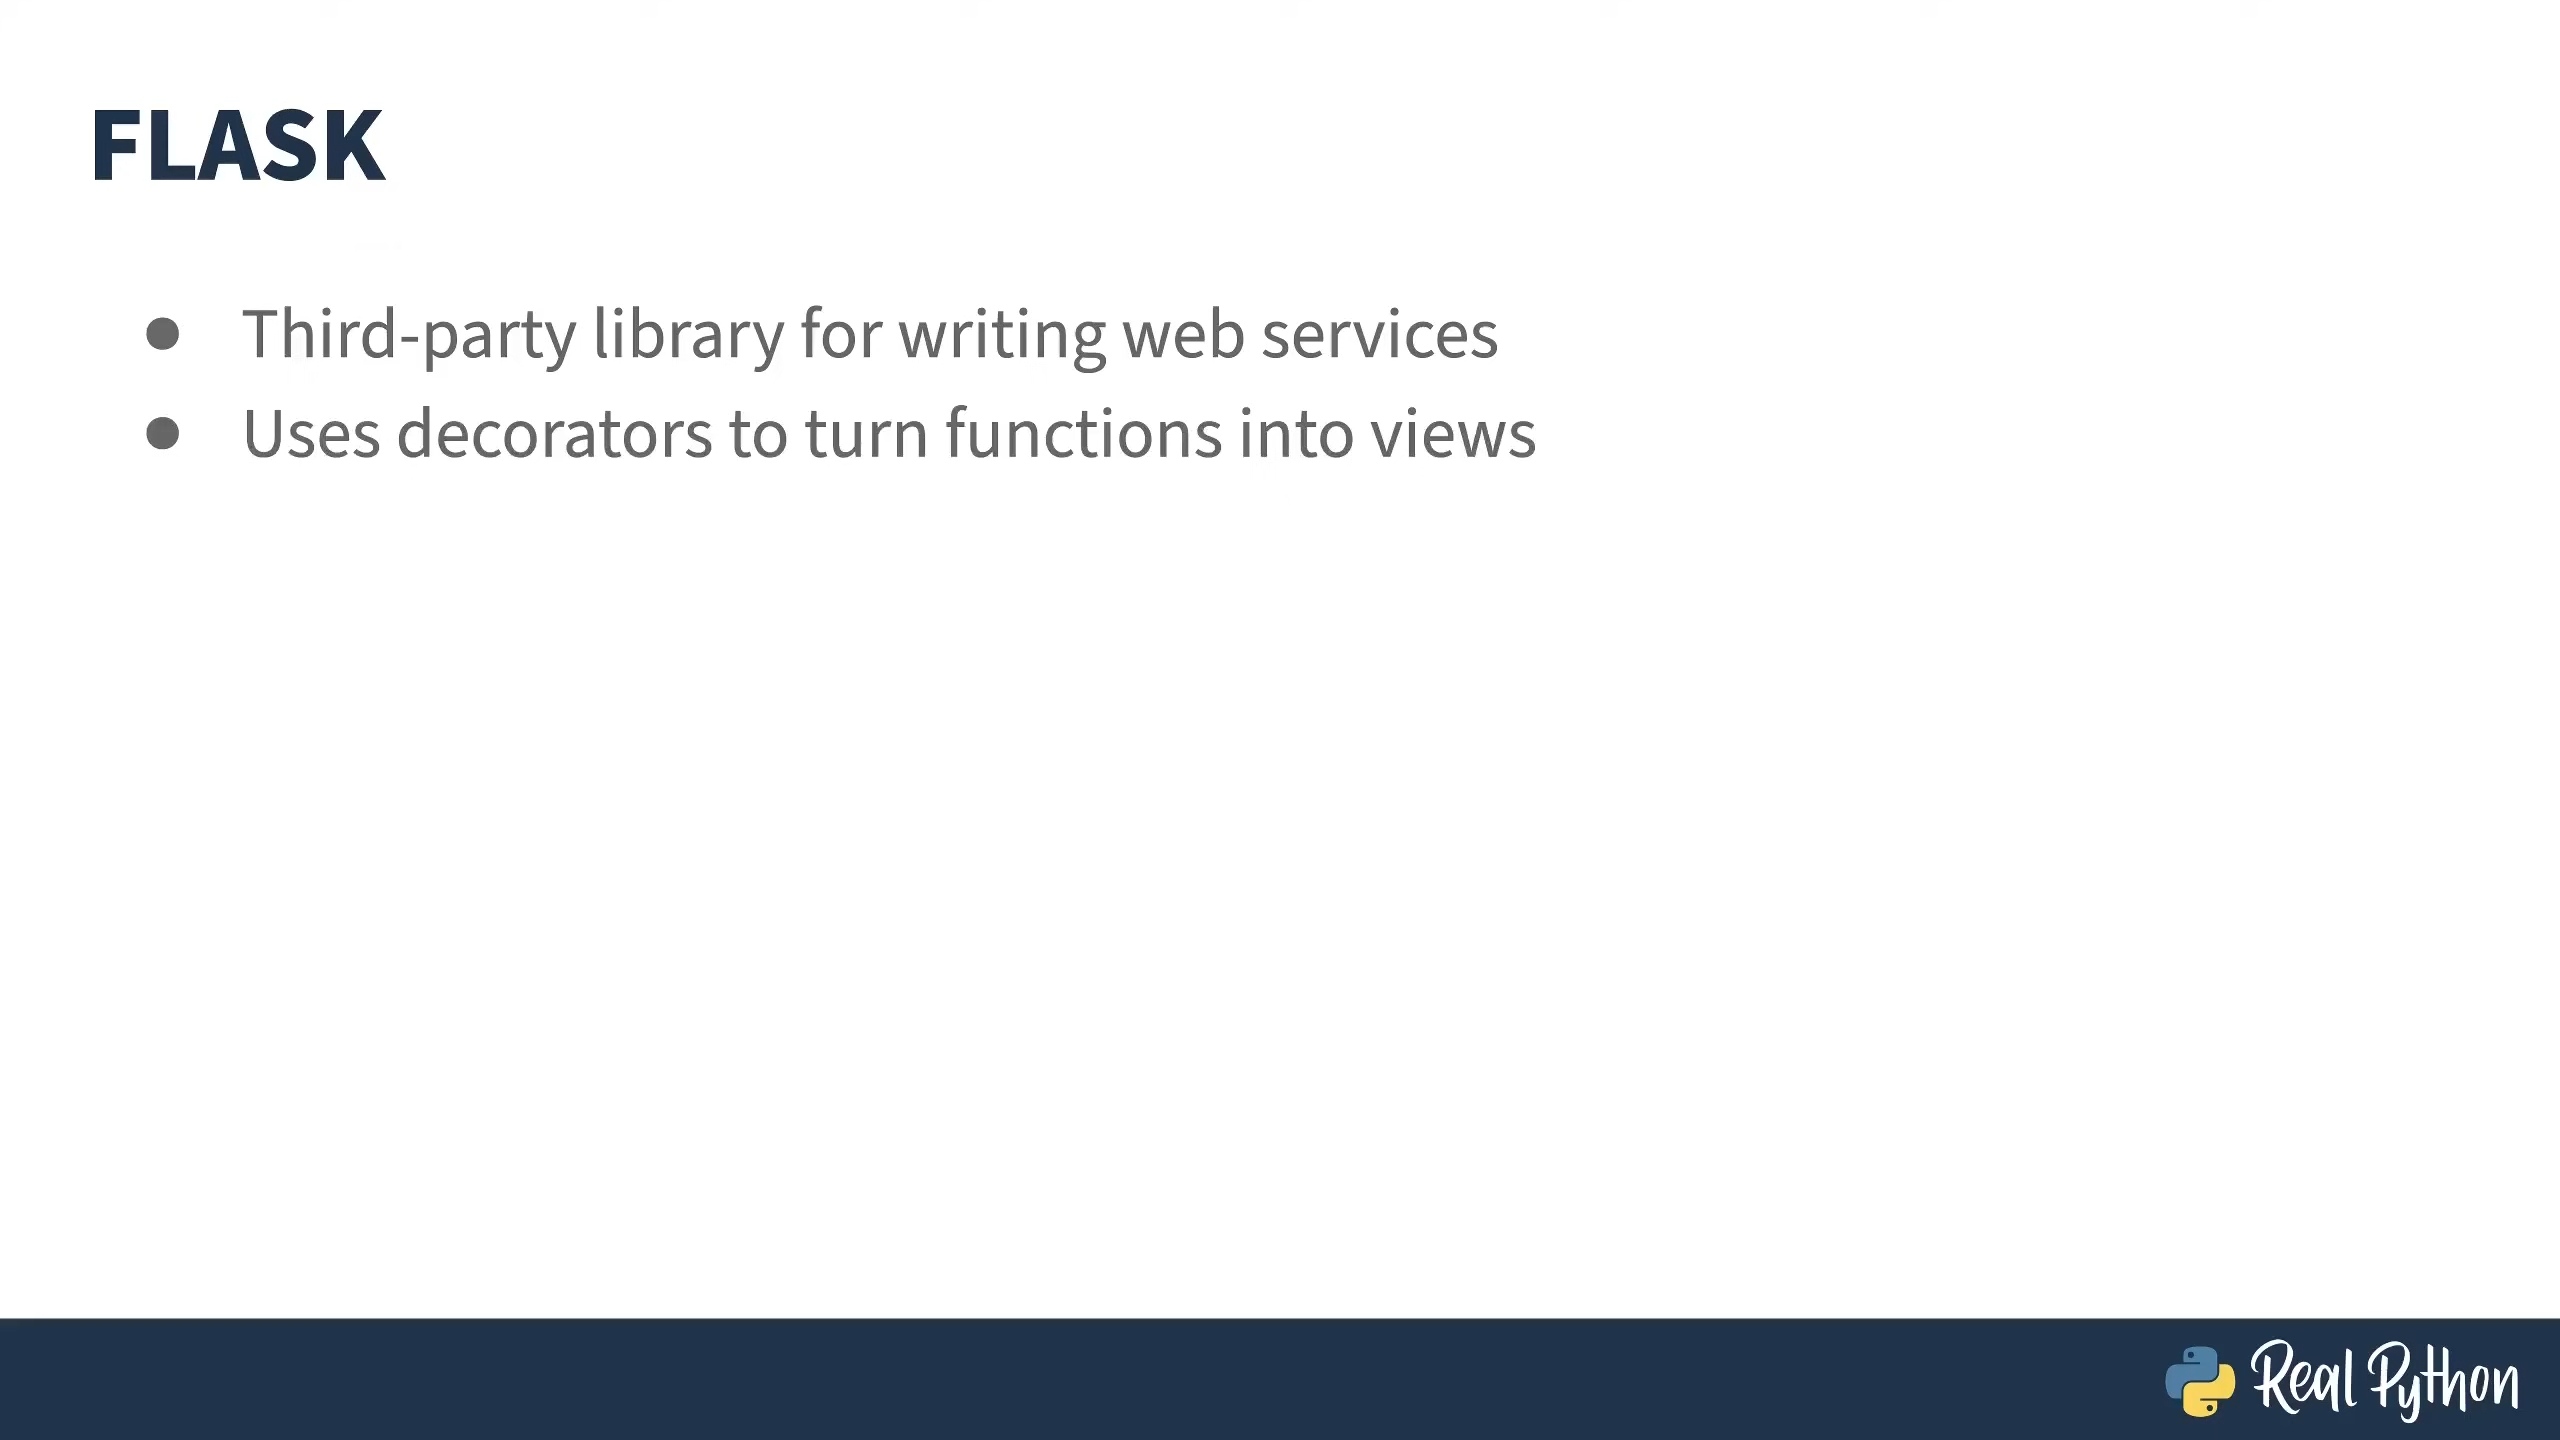 FLASK
● Third-party library for writing web services
● Uses decorators to turn functions into views
Real Python